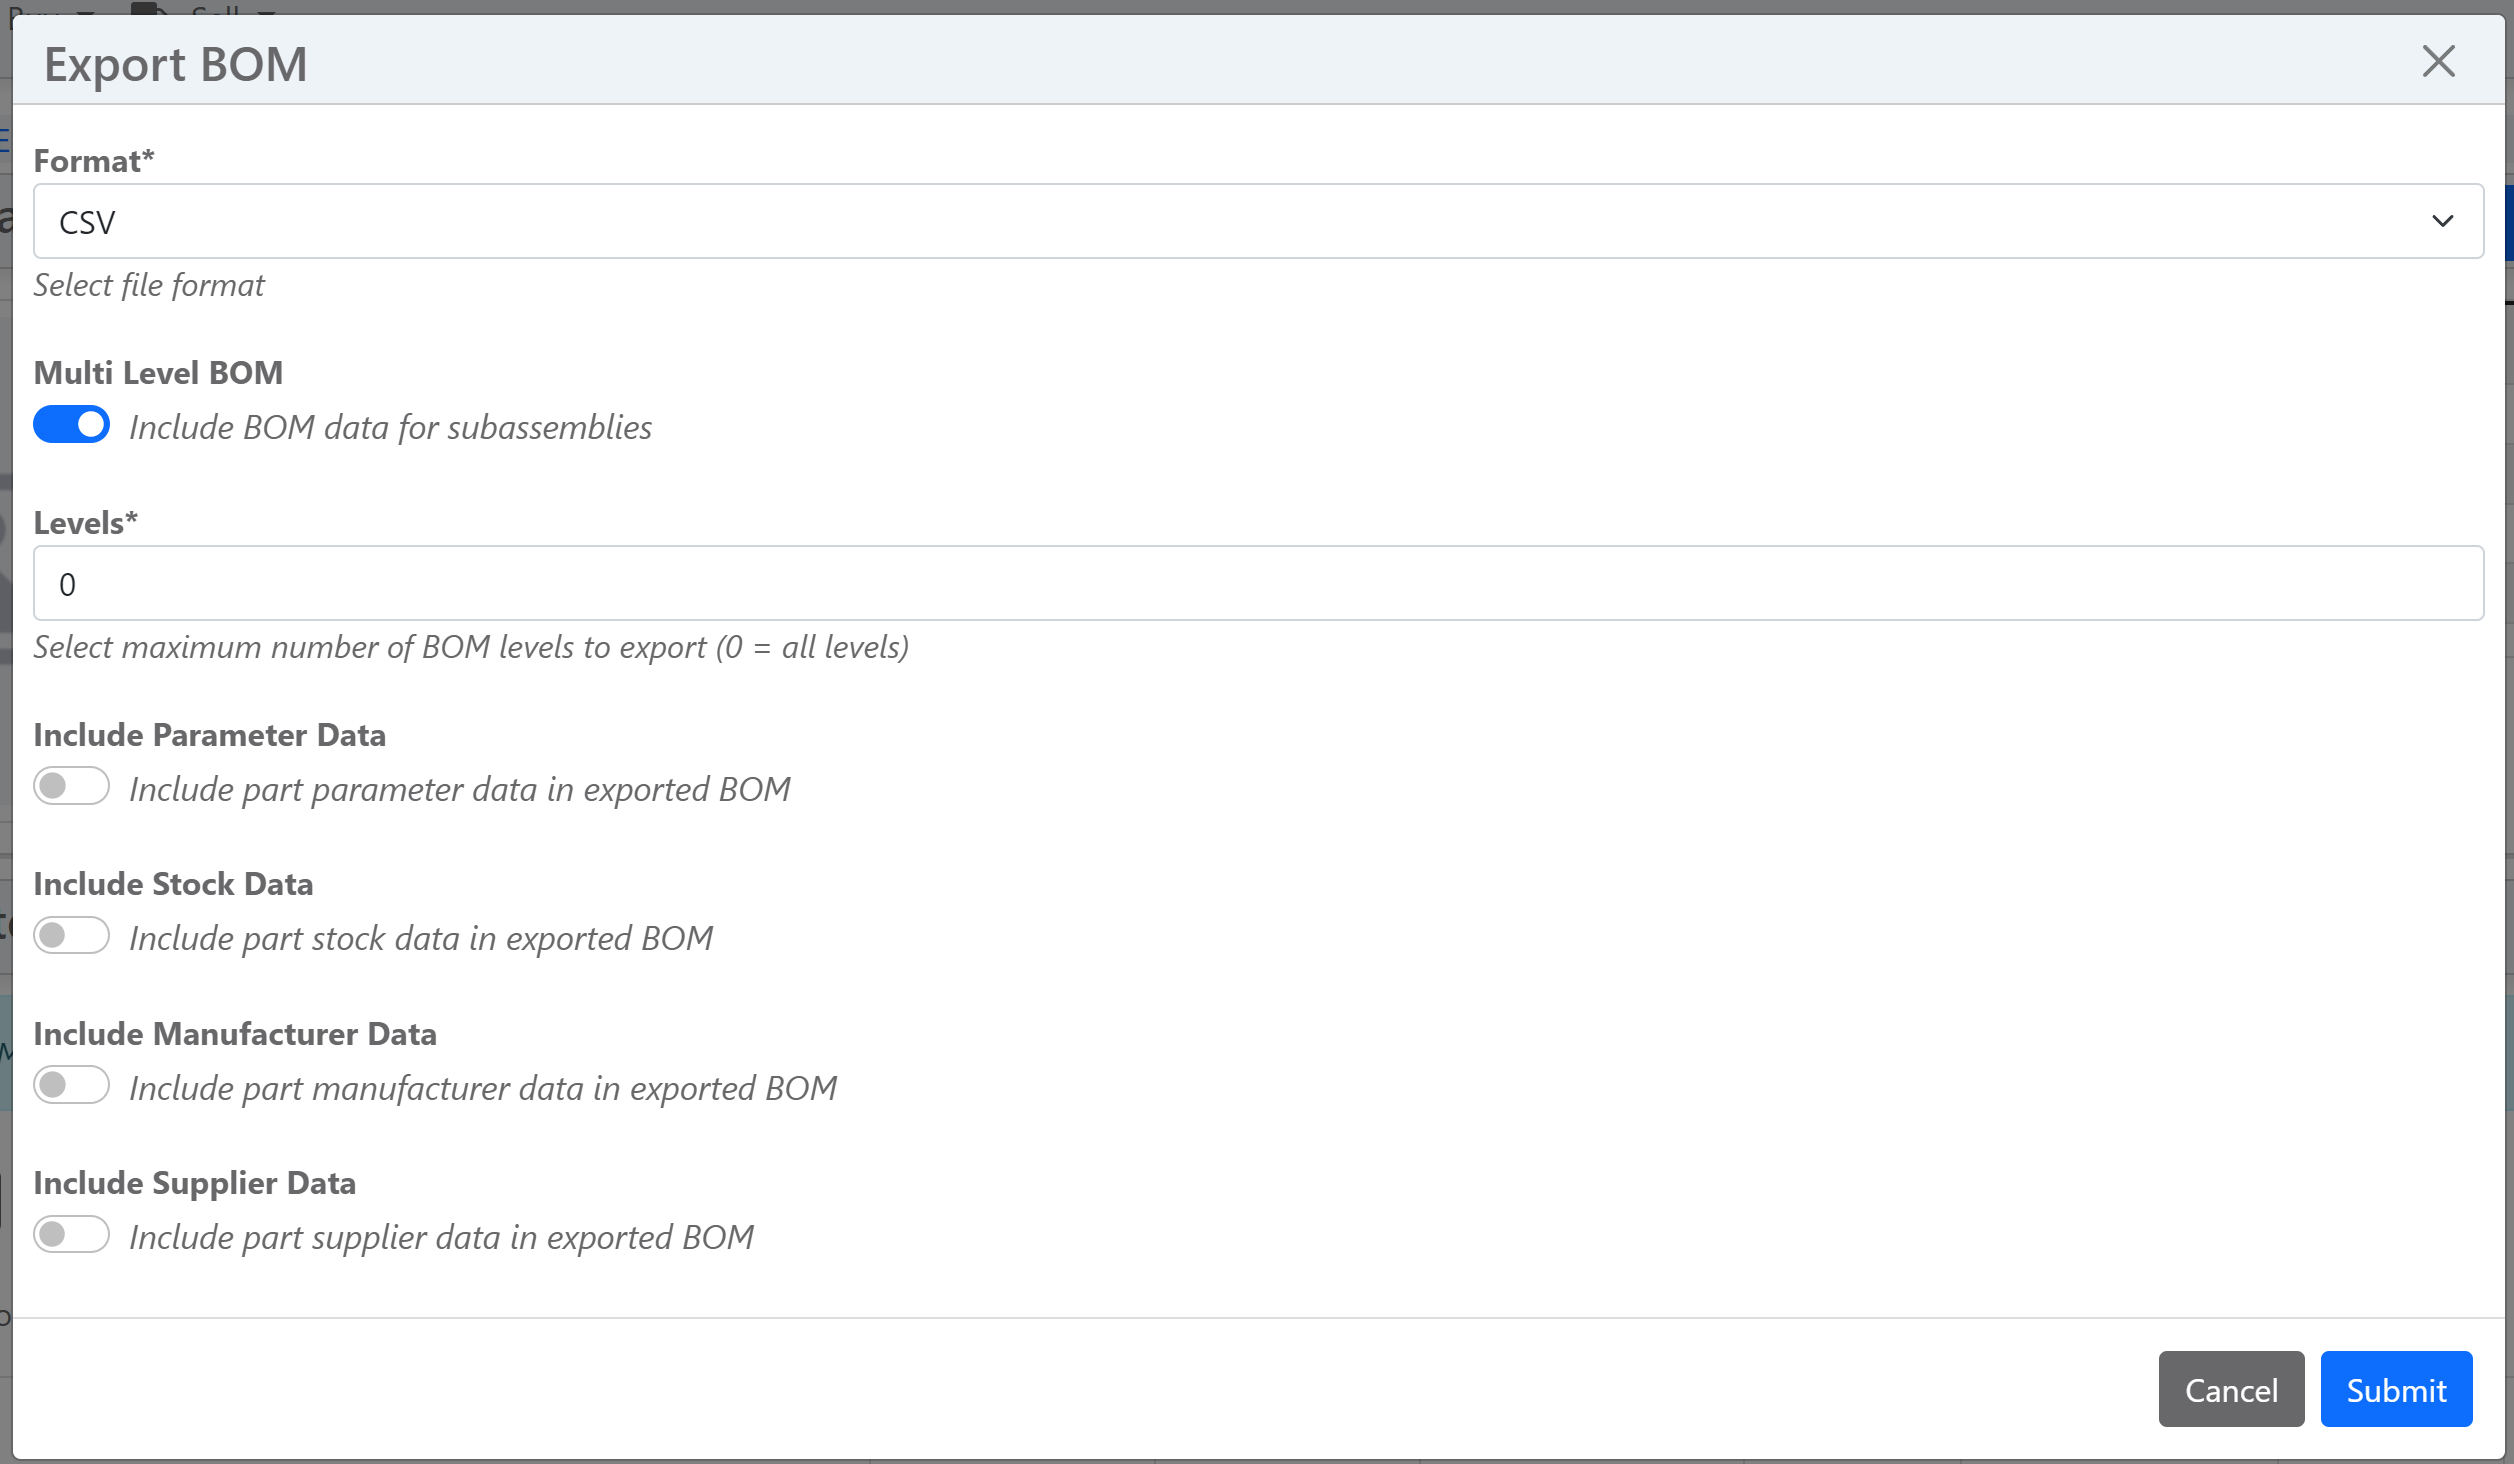 Export BOM
Format*
CSV
Select file format
Multi Level BOM
Include BOM data for subassemblies
Levels*
0
Select maximum number of BOM levels to export (0 = all levels)
Include Parameter Data
Include part parameter data in exported BOM
Include Stock Data
Include part stock data in exported BOM
Include Manufacturer Data
Include part manufacturer data in exported BOM
Include Supplier Data
Include part supplier data in exported BOM
Cancel Submit